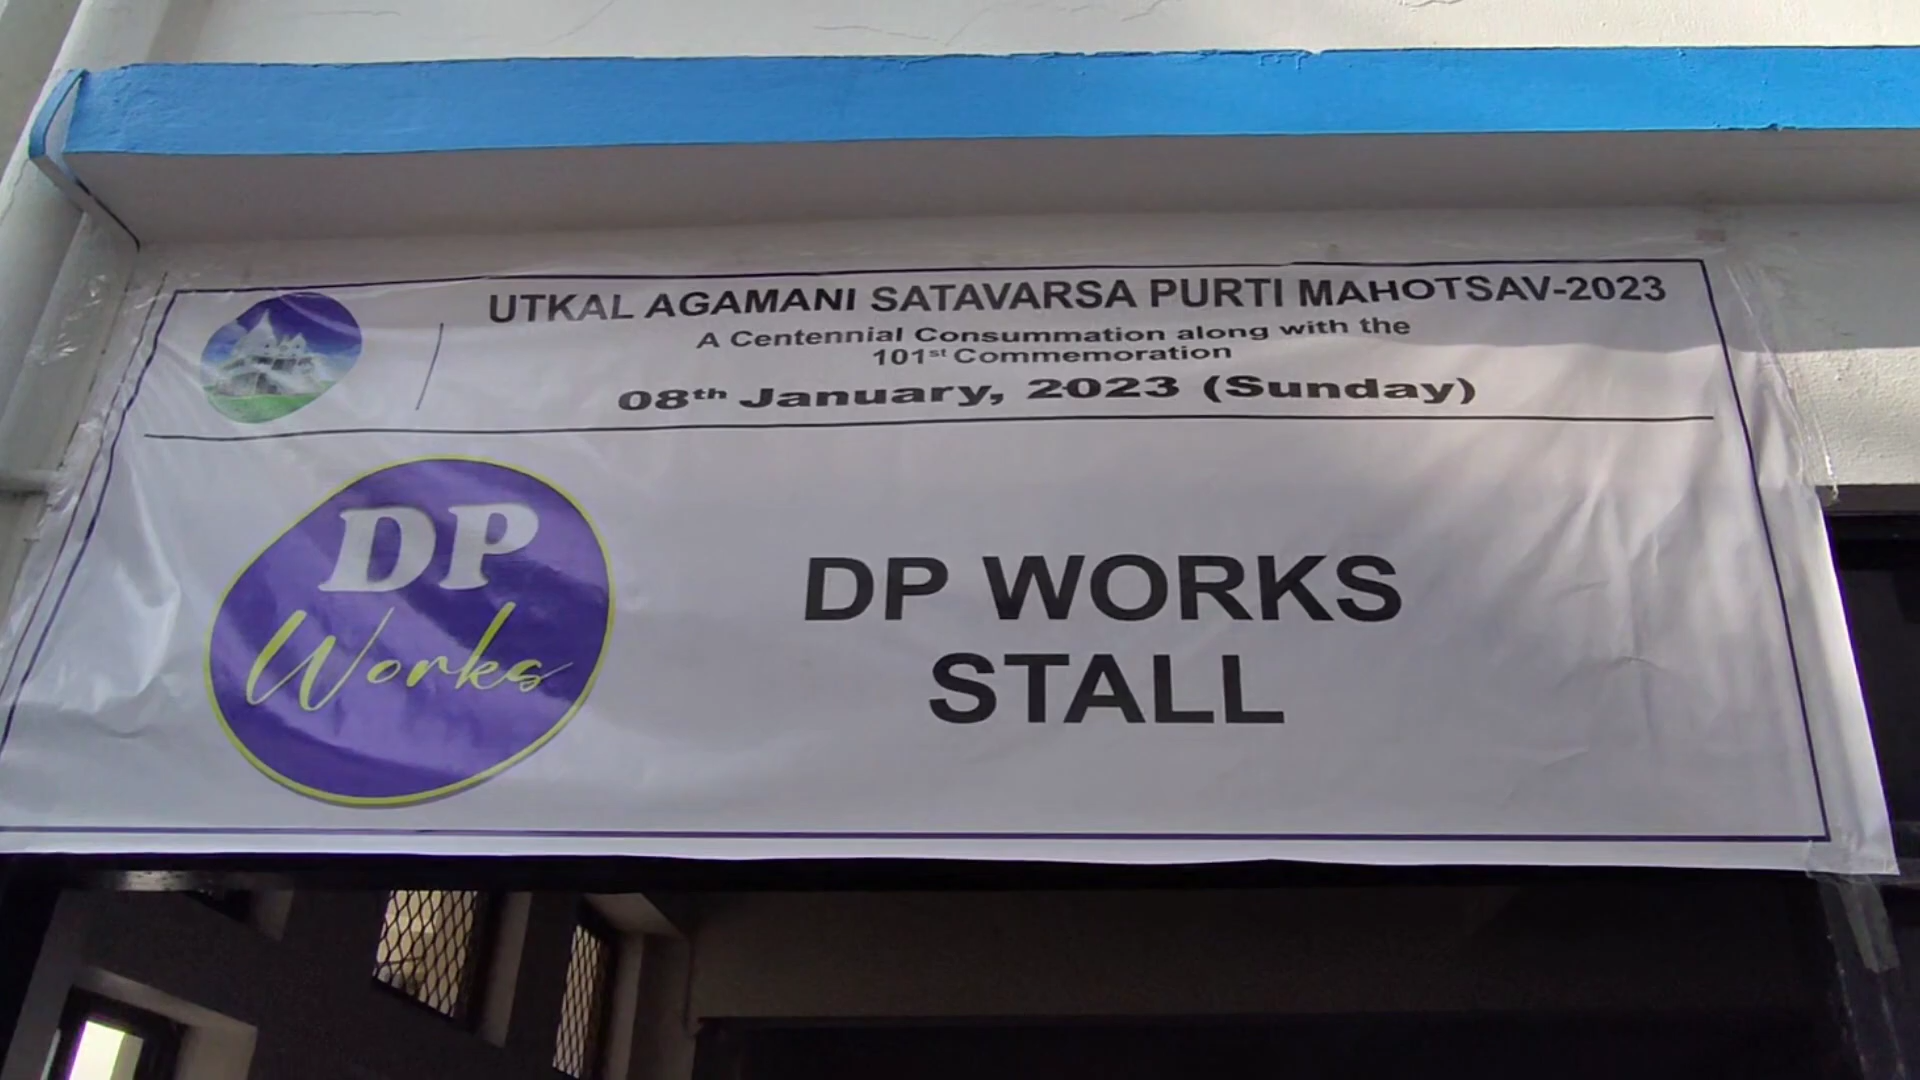 UTKAL AGAMANI SATAVARSA PURTI MAHOTSAV-2023
A Centennial Consummation along with the
101st Commemoration
08th January, 2023 (Sunday)
DP
Works
DP WORKS
STALL